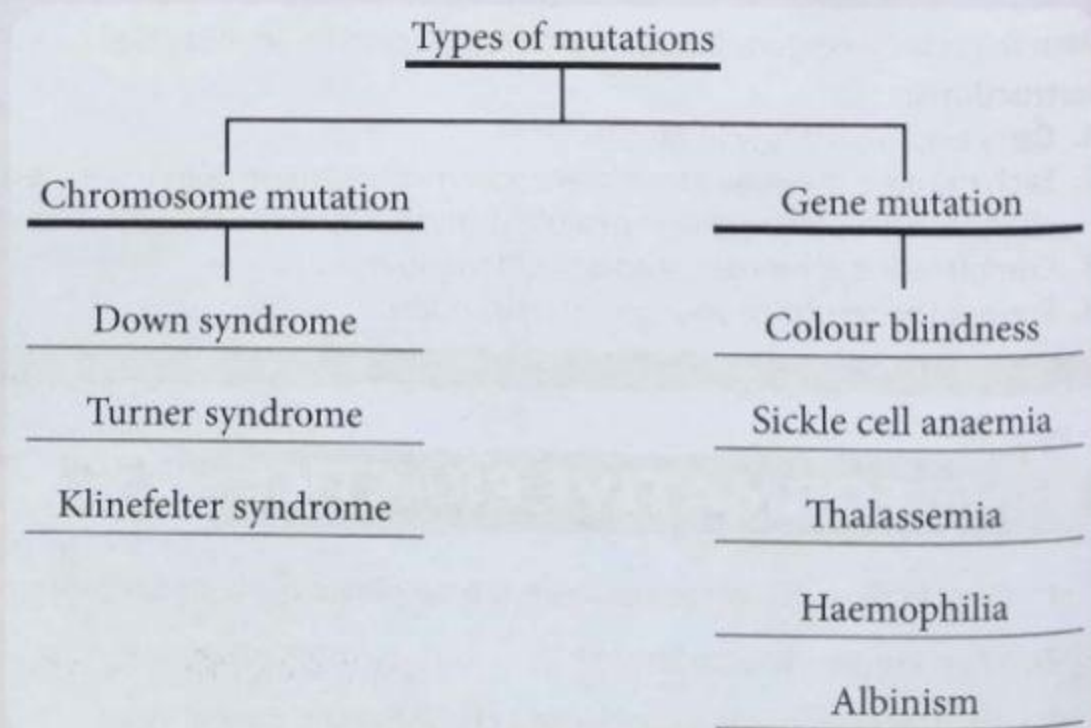 Types of mutations
Chromosome mutation
Down syndrome
Turner syndrome
Klinefelter syndrome
Gene mutation
Colour blindness
Sickle cell anaemia
Thalassemia
Haemophilia
Albinism